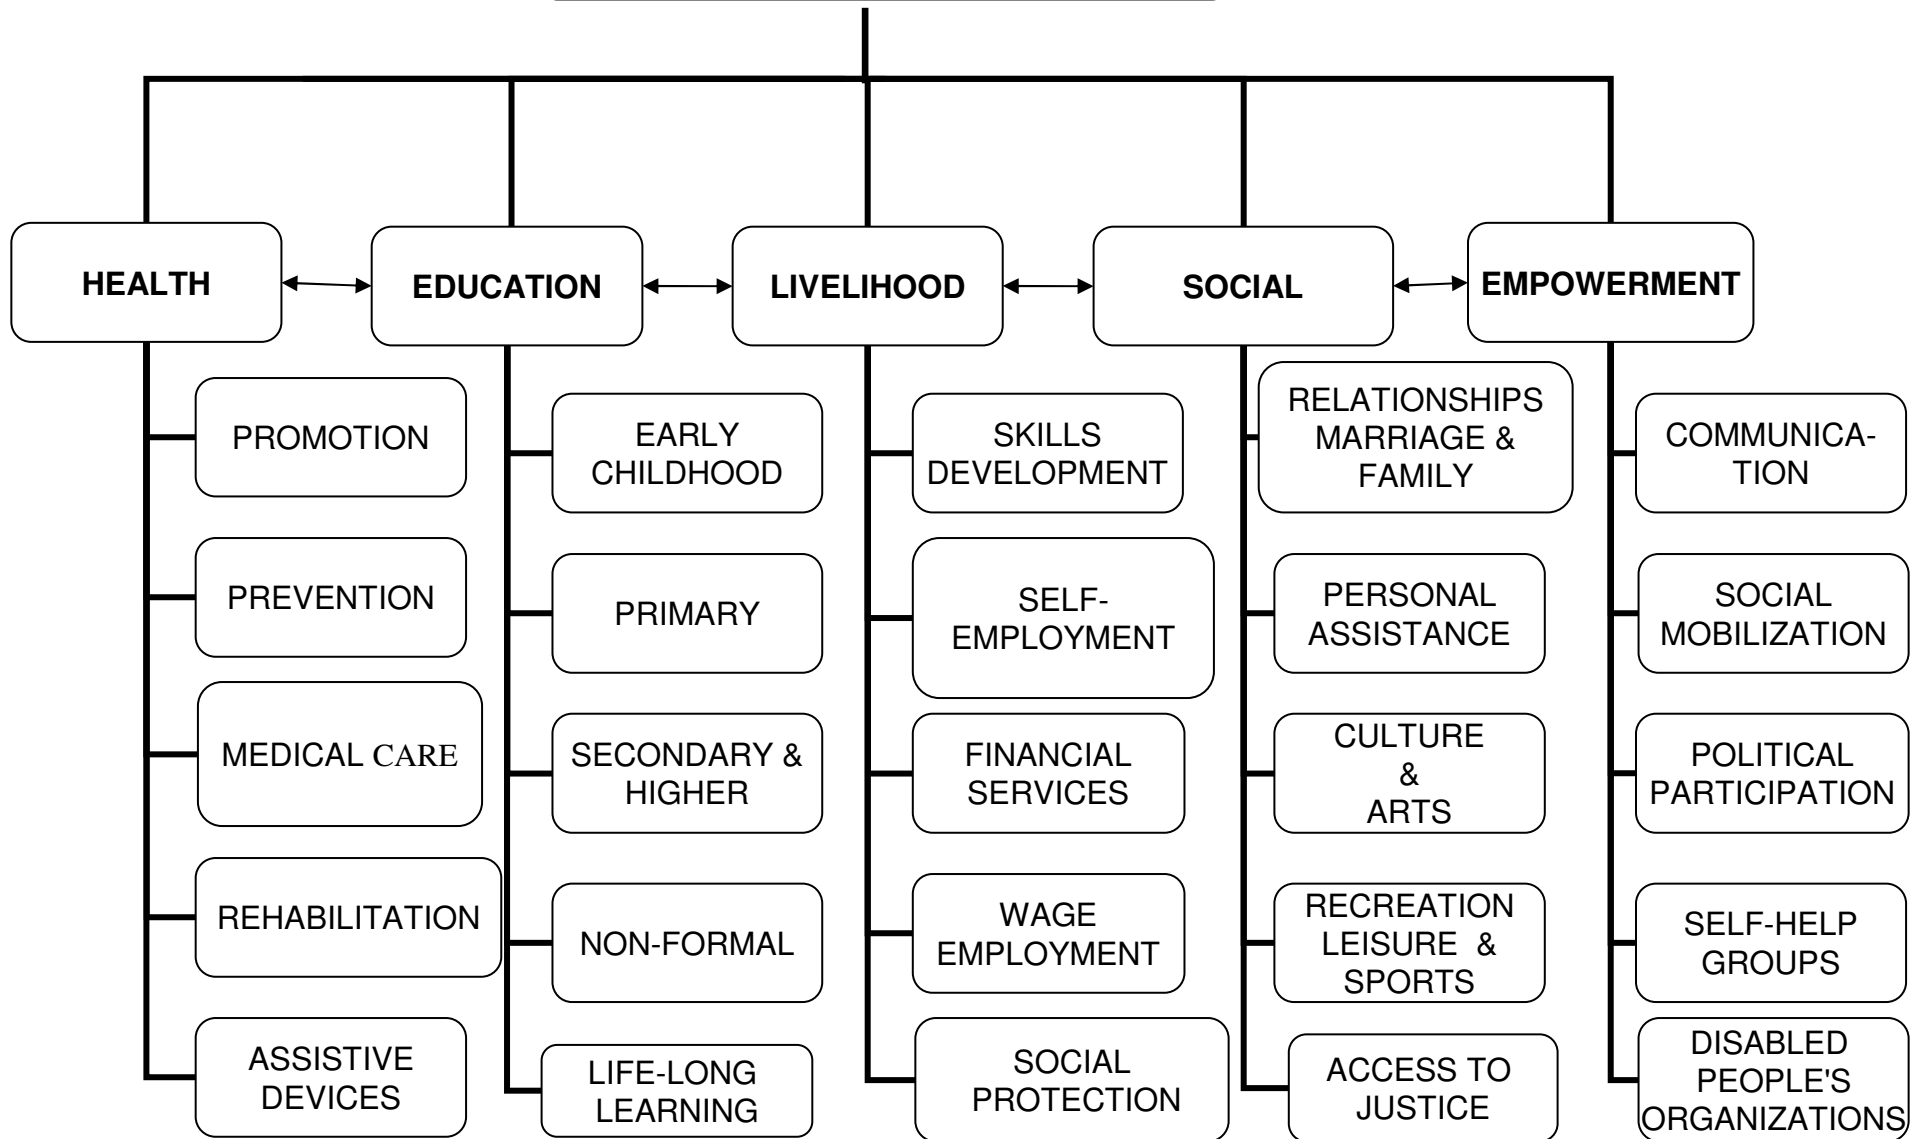 HEALTH
EDUCATION
LIVELIHOOD
SOCIAL
EMPOWERMENT
PROMOTION
PREVENTION
MEDICAL CARE
REHABILITATION
ASSISTIVE
DEVICES
EARLY
CHILDHOOD
PRIMARY
SECONDARY &
HIGHER
NON-FORMAL
LIFE-LONG
LEARNING
SKILLS
DEVELOPMENT
SELF-
EMPLOYMENT
FINANCIAL
SERVICES
WAGE
EMPLOYMENT
SOCIAL
PROTECTION
RELATIONSHIPS
MARRIAGE &
FAMILY
PERSONAL
ASSISTANCE
CULTURE
&
ARTS
RECREATION
LEISURE  &
SPORTS
ACCESS TO
JUSTICE
COMMUNICA-
TION
SOCIAL
MOBILIZATION
POLITICAL
PARTICIPATION
SELF-HELP
GROUPS
DISABLED
PEOPLE'S
ORGANIZATIONS